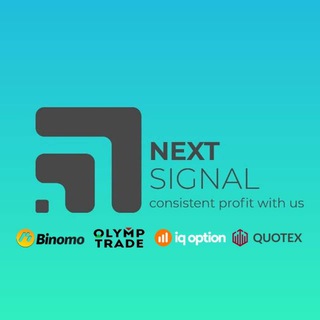 NEXT
SIGNAL
consistent profit with us
Binomo
OLYMP
TRADE
iq option
QUOTEX